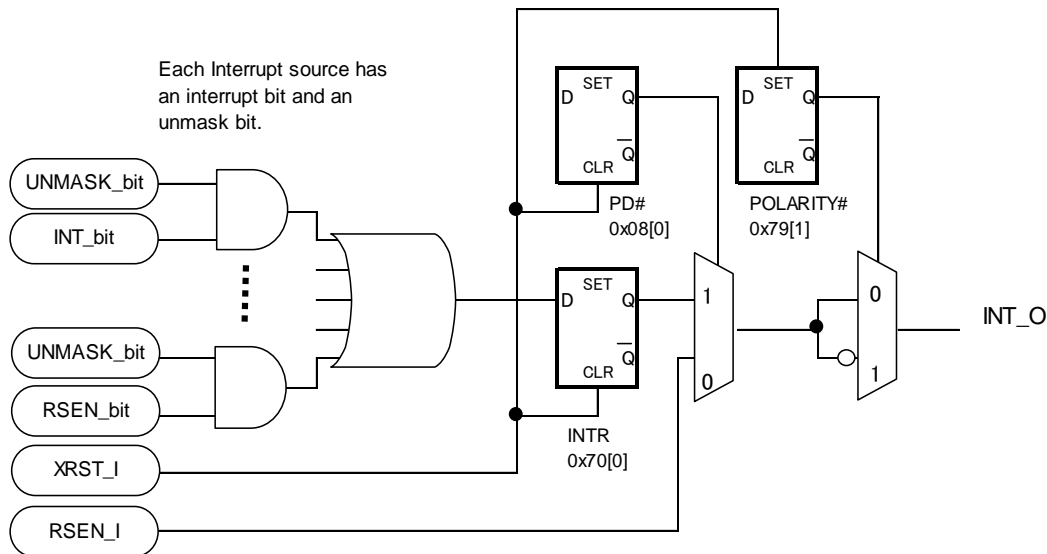 Each Interrupt source has
an interrupt bit and an
unmask bit.
UNMASK_bit
INT_bit
UNMASK_bit
RSEN_bit
XRST_I
RSEN_I
SET
D
Q
Q
CLR
PD#
0x08[0]
SET
D
Q
Q
CLR
POLARITY#
0x79[1]
SET
D
Q
Q
CLR
INTR
0x70[0]
1
0
0
1
INT_O